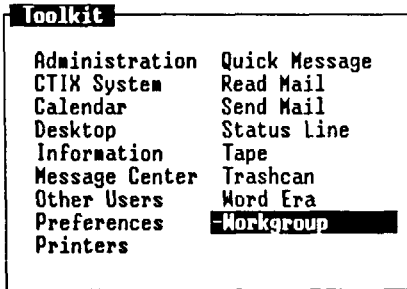 Toolkit
Administration Quick Message
CTIX System Read Mail
Calendar Send Mail
Desktop Status Line
Information Tape
Message Center Trashcan
Other Users Word Era
Preferences -Workgroup
Printers